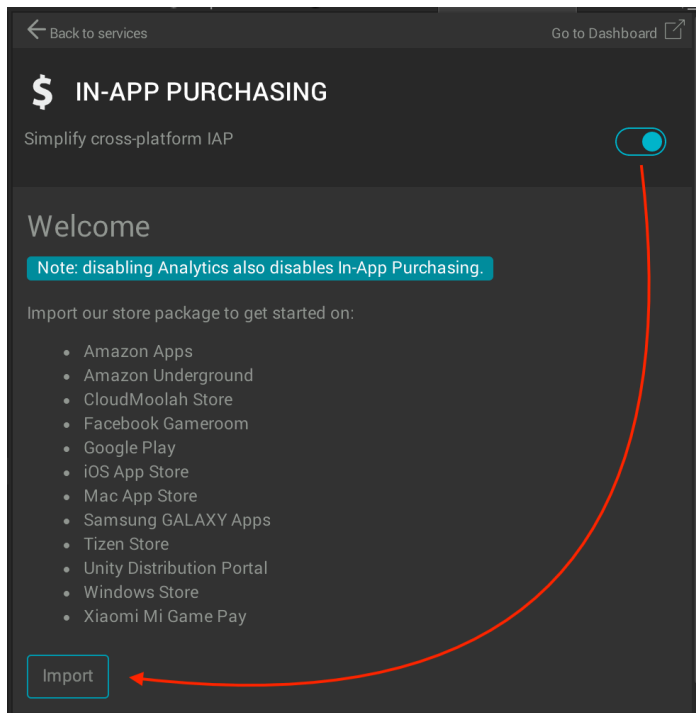 Back to services
Go to Dashboard
$ IN-APP PURCHASING
Simplify cross-platform IAP
Welcome
Note: disabling Analytics also disables In-App Purchasing.
Import our store package to get started on:
• Amazon Apps
• Amazon Underground
• CloudMoolah Store
• Facebook Gameroom
• Google Play
• iOS App Store
• Mac App Store
• Samsung GALAXY Apps
• Tizen Store
• Unity Distribution Portal
• Windows Store
• Xiaomi Mi Game Pay
Import